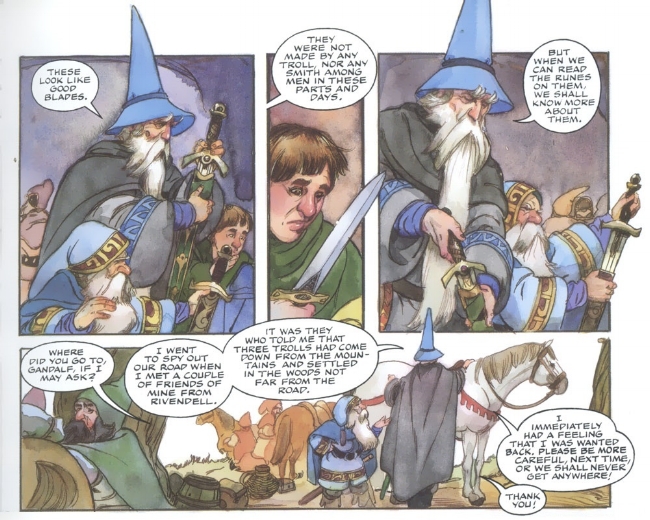 THESE
LOOK LIKE
GOOD
BLADES.
THEY
WERE NOT
MADE BY ANY
TROLL, NOR ANY
SMITH AMONG
MEN IN THESE
PARTS AND
DAYS.
BUT
WHEN WE
CAN READ
THE RUNES
ON THEM,
WE SHALL
KNOW MORE
ABOUT
THEM.
WHERE
DID YOU GO TO,
GANDALF, IF I
MAY ASK?
I WENT
TO SPY OUT
OUR ROAD WHEN
I MET A COUPLE
OF FRIENDS OF
MINE FROM
RIVENDELL.
IT WAS THEY
WHO TOLD ME THAT
THREE TROLLS HAD COME
DOWN FROM THE MOUN-
TAINS AND SETTLED
IN THE WOODS NOT
FAR FROM THE
ROAD.
I
IMMEDIATELY
HAD A FEELING
THAT I WAS WANTED
BACK. PLEASE BE MORE
CAREFUL, NEXT TIME,
OR WE SHALL NEVER
GET ANYWHERE!
THANK
YOU!